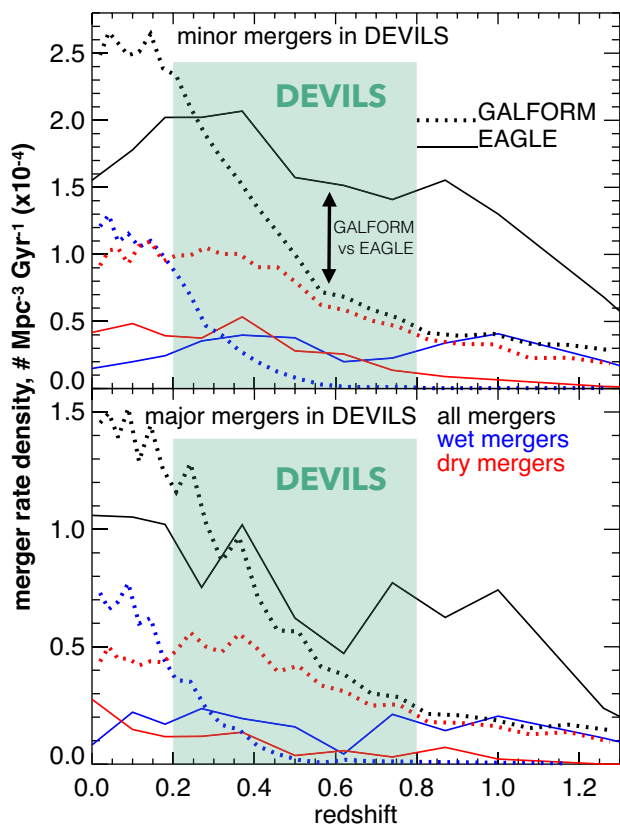 minor mergers in DEVILS
2.5
DEVILS
GALFORM
2.0
EAGLE
1.5
GALFORM
vs EAGLE
1.0
0.5
0.0
merger rate density, # Mpc⁻³ Gyr⁻¹ (x10⁻⁴)
1.5
major mergers in DEVILS
all mergers
wet mergers
dry mergers
DEVILS
1.0
0.5
0.0
0.0 0.2 0.4 0.6 0.8 1.0 1.2
redshift